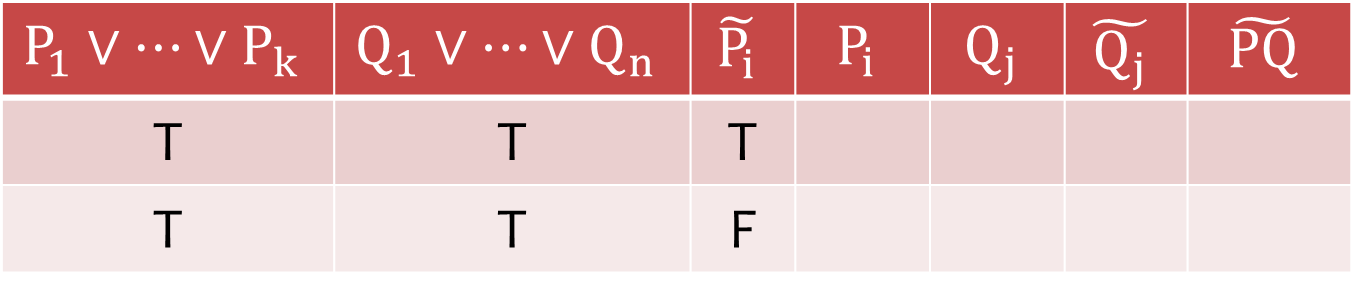 P₁ ∨ ⋯ ∨ Pₖ Q₁ ∨ ⋯ ∨ Qₙ P̃ᵢ Pᵢ Qⱼ Q̃ⱼ P͠Q
T T T
T T F